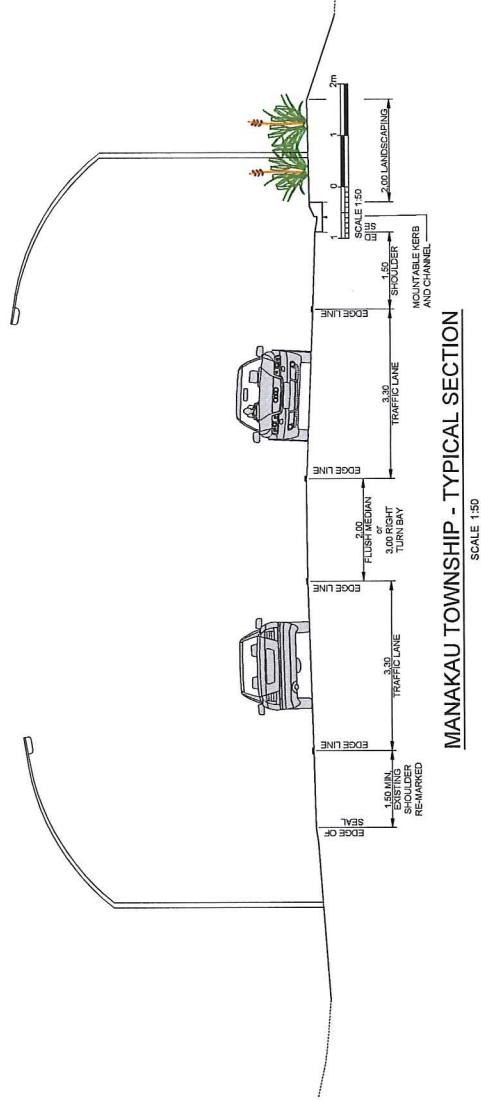 EDGE OF
SEAL
1.50 MIN.
EXISTING
SHOULDER
RE-MARKED
EDGE LINE
3.30
TRAFFIC LANE
EDGE LINE
2.00
FLUSH MEDIAN
or
3.00 RIGHT
TURN BAY
EDGE LINE
3.30
TRAFFIC LANE
EDGE LINE
1.50
SHOULDER
ED
SE
1
0
1
2m
SCALE 1:50
2.00 LANDSCAPING
MOUNTABLE KERB
AND CHANNEL
MANAKAU TOWNSHIP - TYPICAL SECTION
SCALE 1:50